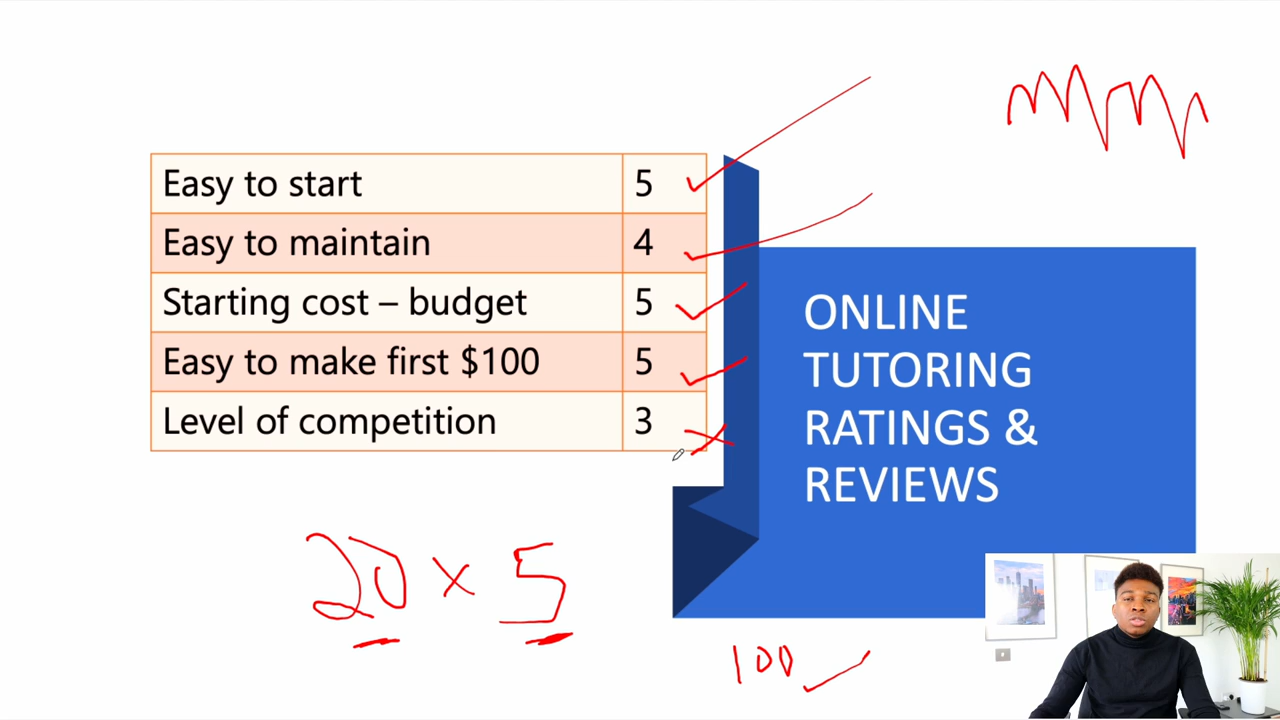 Easy to start 5
Easy to maintain 4
Starting cost – budget 5
Easy to make first $100 5
Level of competition 3
ONLINE
TUTORING
RATINGS &
REVIEWS
20 x 5
100